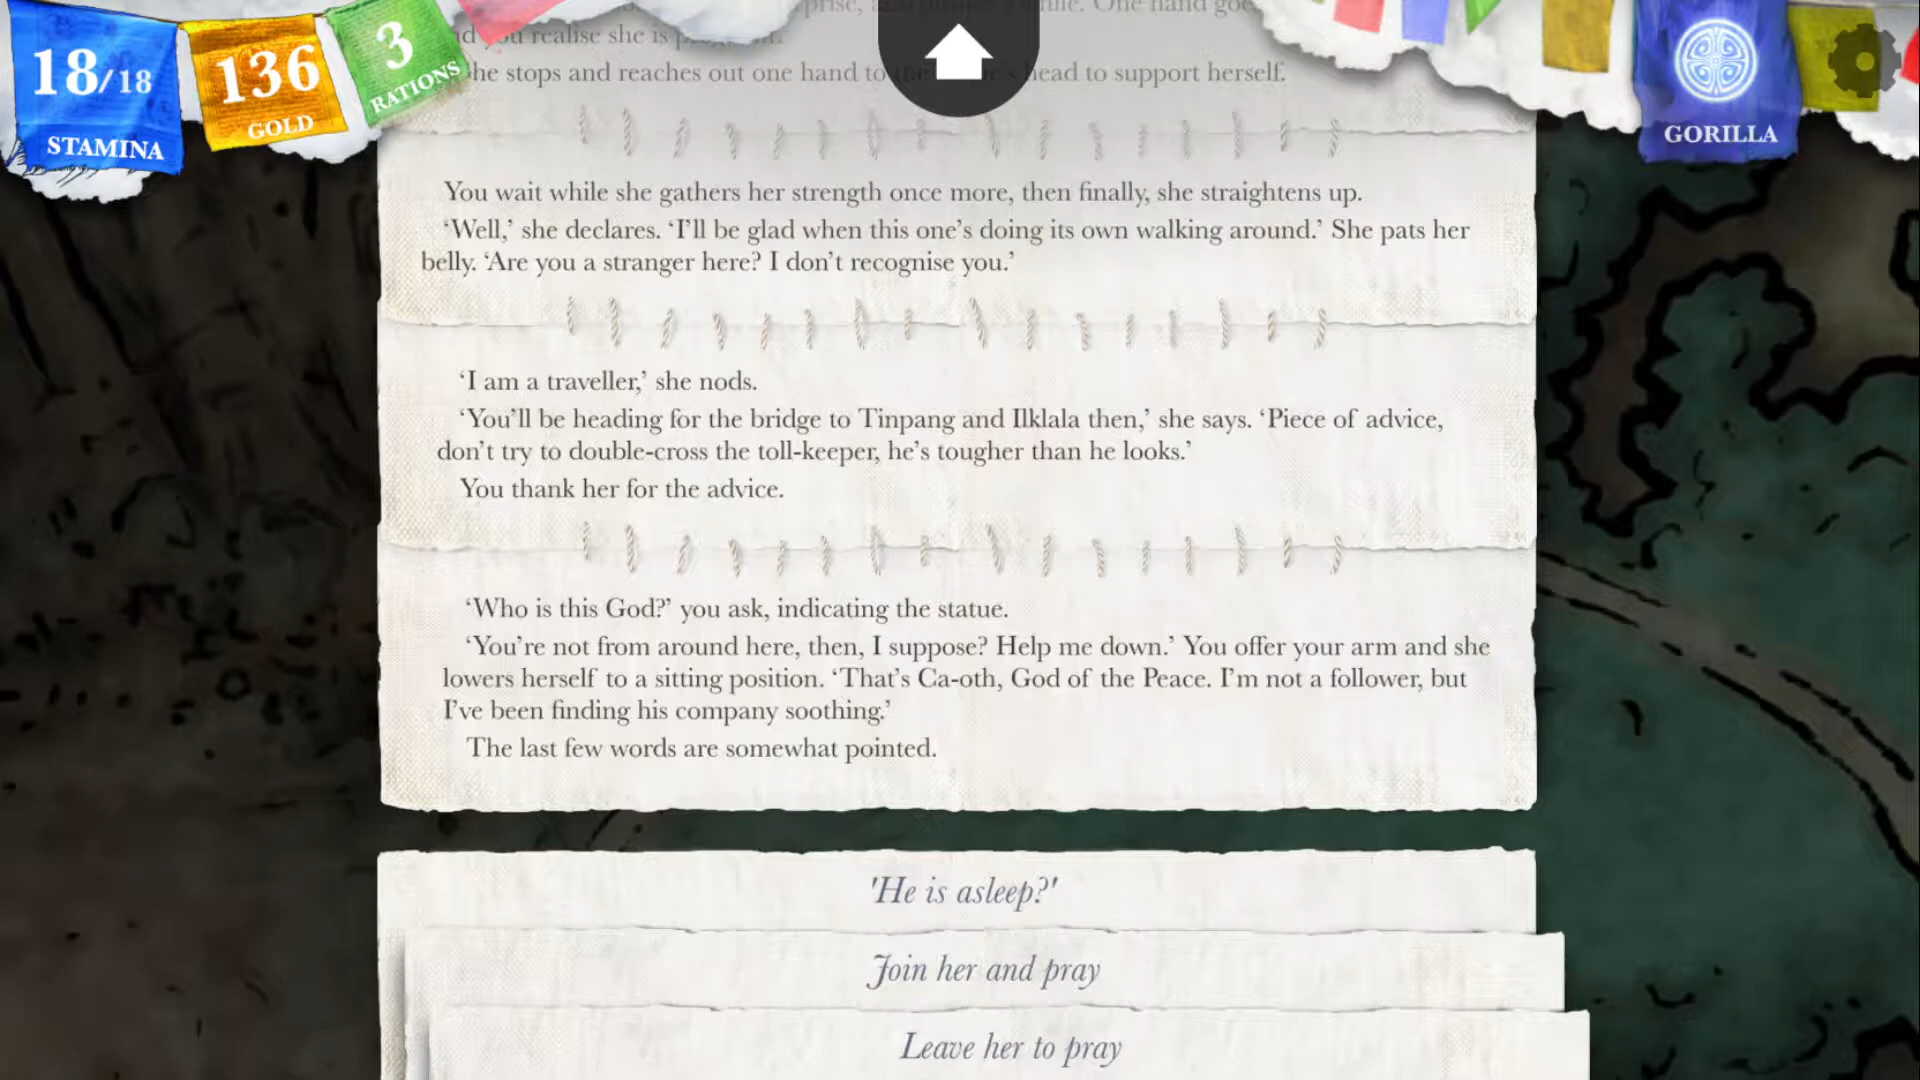 18/18
STAMINA
136
GOLD
3
RATIONS
GORILLA
you realise she is
she stops and reaches out one hand to the head to support herself.
You wait while she gathers her strength once more, then finally, she straightens up.
‘Well,’ she declares. ‘I’ll be glad when this one’s doing its own walking around.’ She pats her
belly. ‘Are you a stranger here? I don’t recognise you.’
‘I am a traveller,’ she nods.
‘You’ll be heading for the bridge to Tinpang and Ilklala then,’ she says. ‘Piece of advice,
don’t try to double-cross the toll-keeper, he’s tougher than he looks.’
You thank her for the advice.
‘Who is this God?’ you ask, indicating the statue.
‘You’re not from around here, then, I suppose? Help me down.’ You offer your arm and she
lowers herself to a sitting position. ‘That’s Ca-oth, God of the Peace. I’m not a follower, but
I’ve been finding his company soothing.’
The last few words are somewhat pointed.
'He is asleep?'
Join her and pray
Leave her to pray